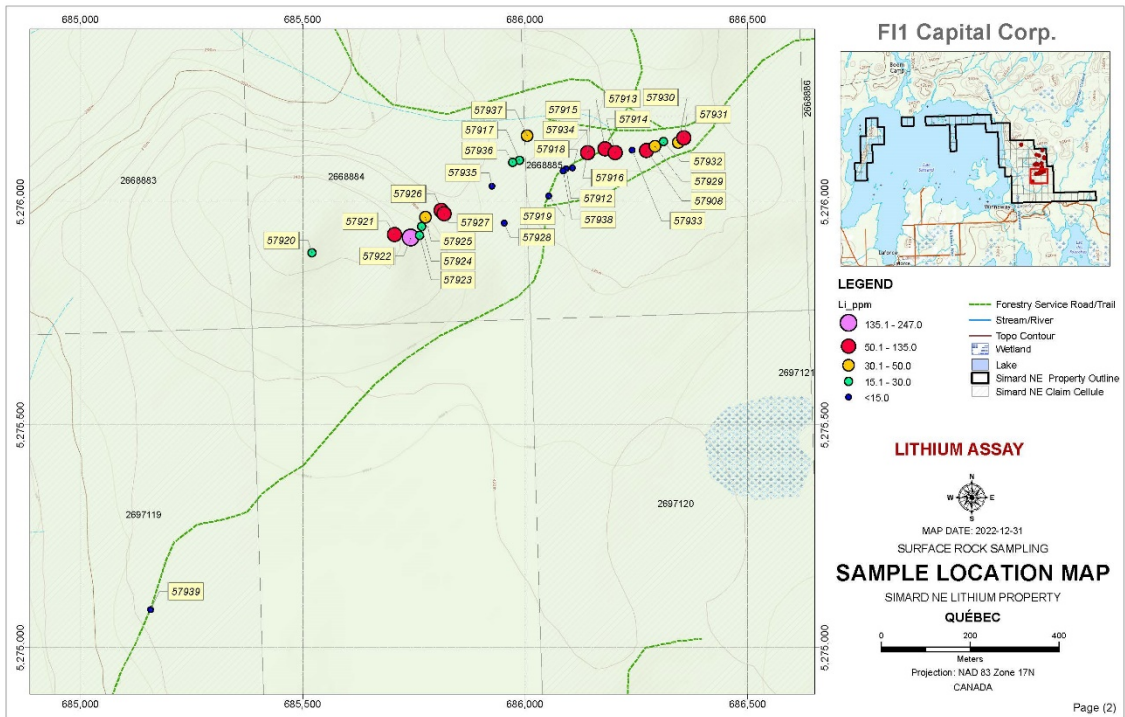 685,000
685,500
686,000
686,500
FI1 Capital Corp.
2668886
57913
57930
57937
57915
57931
57917
57934
57914
57936
57918
57932
2668885
57935
57916
57929
2668883
2668884
57926
57912
57908
57921
57927
57919
57938
57933
57920
57925
57928
57922
57924
57923
5,276,000
5,276,000
LEGEND
Li_ppm
135.1 - 247.0
50.1 - 135.0
30.1 - 50.0
15.1 - 30.0
<15.0
Forestry Service Road/Trail
Stream/River
Topo Contour
Wetland
Lake
Simard NE Property Outline
Simard NE Claim Cellule
2697121
5,275,500
5,275,500
LITHIUM ASSAY
N
W E
S
2697119
2697120
MAP DATE: 2022-12-31
SURFACE ROCK SAMPLING
SAMPLE LOCATION MAP
SIMARD NE LITHIUM PROPERTY
QUÉBEC
57939
5,275,000
5,275,000
0 200 400
Meters
Projection: NAD 83 Zone 17N
CANADA
685,000
685,500
686,000
686,500
Page (2)